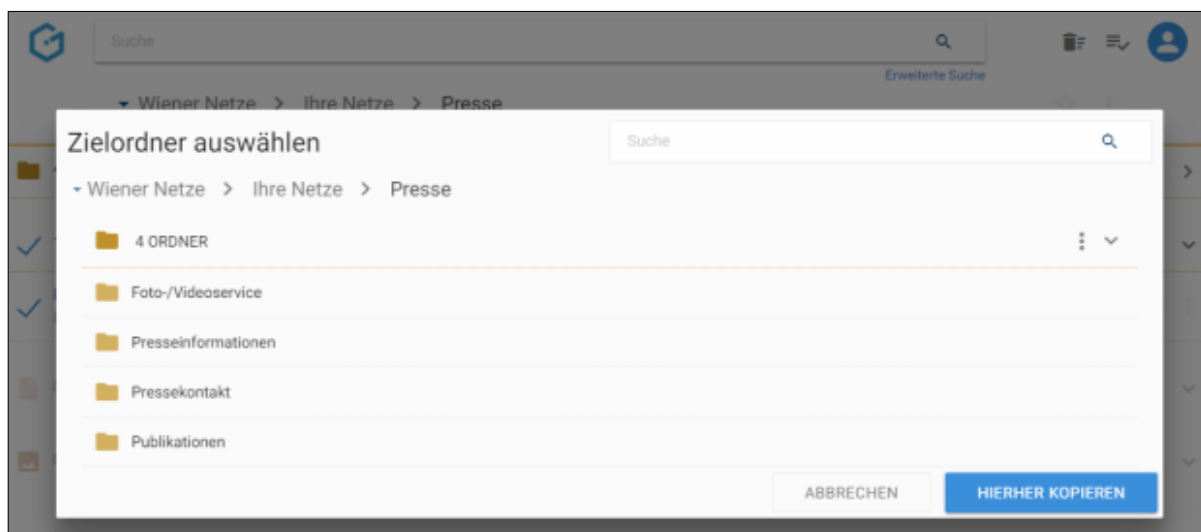 Suche
Erweiterte Suche
Wiener Netze > Ihre Netze > Presse
Zielordner auswählen
Suche
Wiener Netze > Ihre Netze > Presse
4 ORDNER
Foto-/Videoservice
Presseinformationen
Pressekontakt
Publikationen
ABBRECHEN
HIERHER KOPIEREN